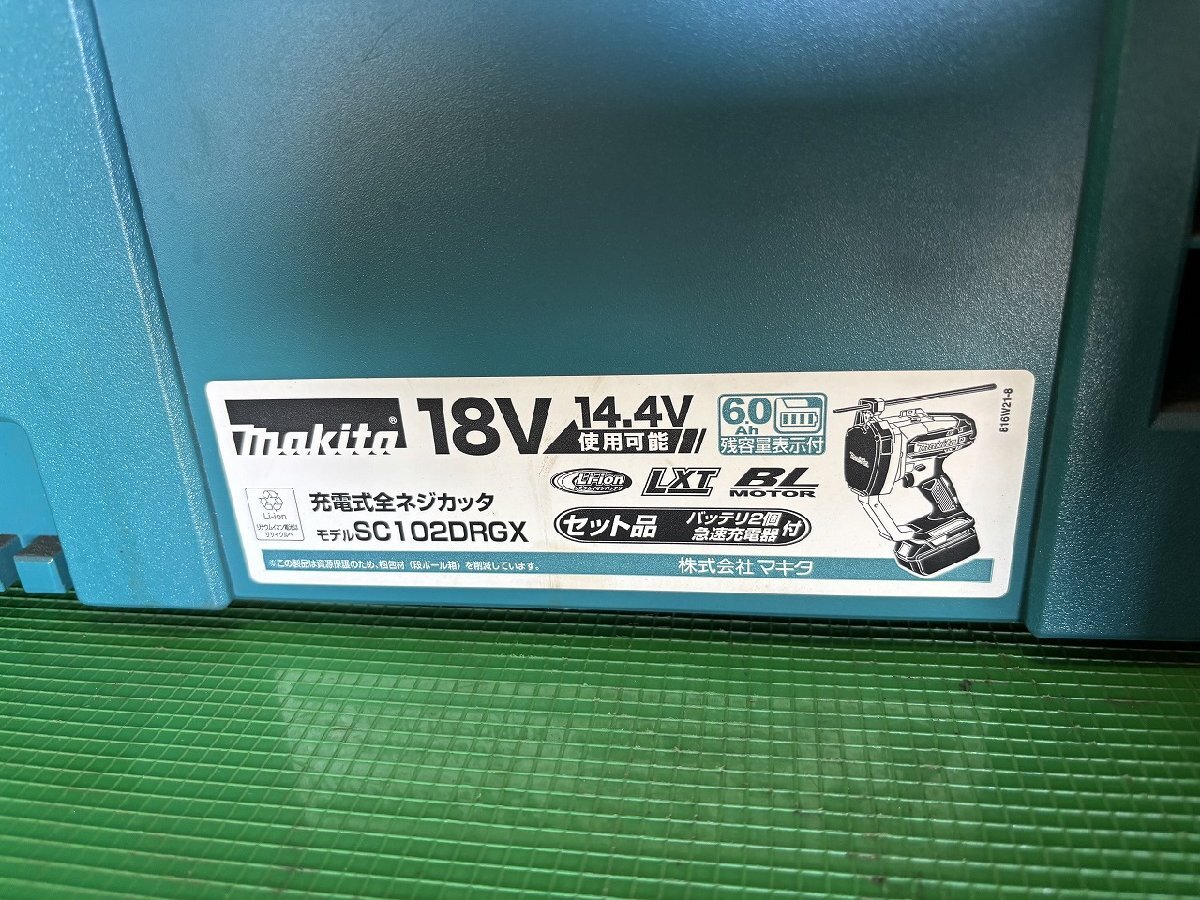 makita®
18V
14.4V
使用可能
6.0
Ah
残容量表示付
Li-ion
LXT
BL
MOTOR
Li-ion
充電式全ネジカッタ
モデルSC102DRGX
セット品
バッテリ2個
急速充電器
付
※この製品は資源保護のため、梱包材(段ボール箱)を削減しています。
株式会社マキタ
makita
816W21-8